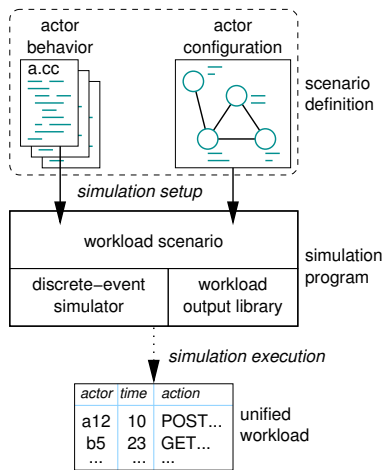 actor
behavior
actor
configuration
a.cc
scenario
definition
simulation setup
workload scenario
discrete-event
simulator
workload
output library
simulation
program
simulation execution
actor time action
a12 10 POST...
b5 23 GET...
... ... ...
unified
workload